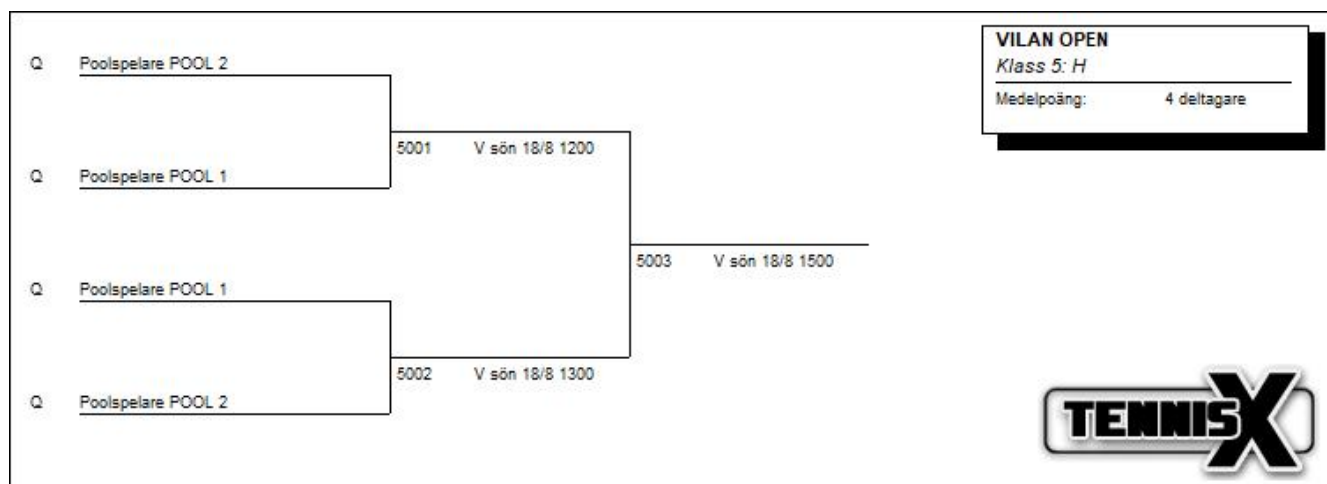 VILAN OPEN
Klass 5: H
Medelpoäng: 4 deltagare
Q Poolspelare POOL 2
5001 V sön 18/8 1200
Q Poolspelare POOL 1
5003 V sön 18/8 1500
Q Poolspelare POOL 1
5002 V sön 18/8 1300
Q Poolspelare POOL 2
TENNISX